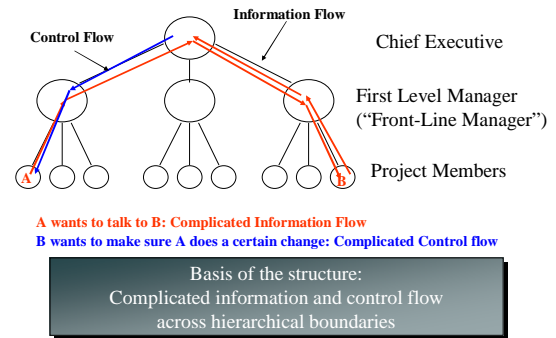 Information Flow
Control Flow
Chief Executive
First Level Manager
(“Front-Line Manager”)
A
B
Project Members
A wants to talk to B: Complicated Information Flow
B wants to make sure A does a certain change: Complicated Control flow
Basis of the structure:
Complicated information and control flow
across hierarchical boundaries